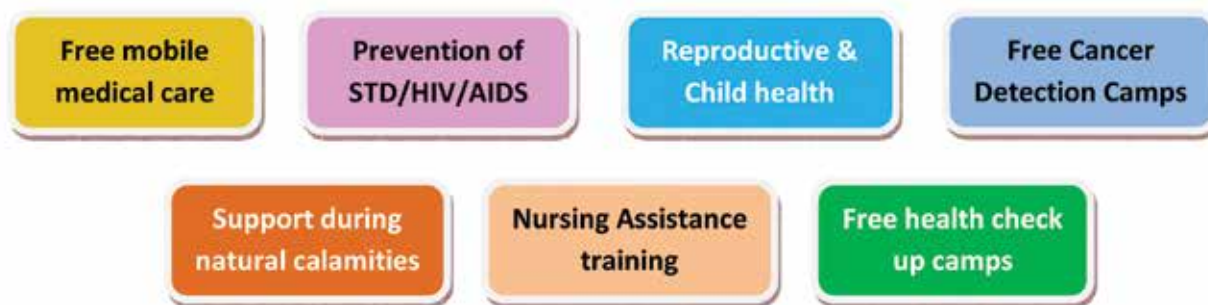 Free mobile
medical care
Prevention of
STD/HIV/AIDS
Reproductive &
Child health
Free Cancer
Detection Camps
Support during
natural calamities
Nursing Assistance
training
Free health check
up camps